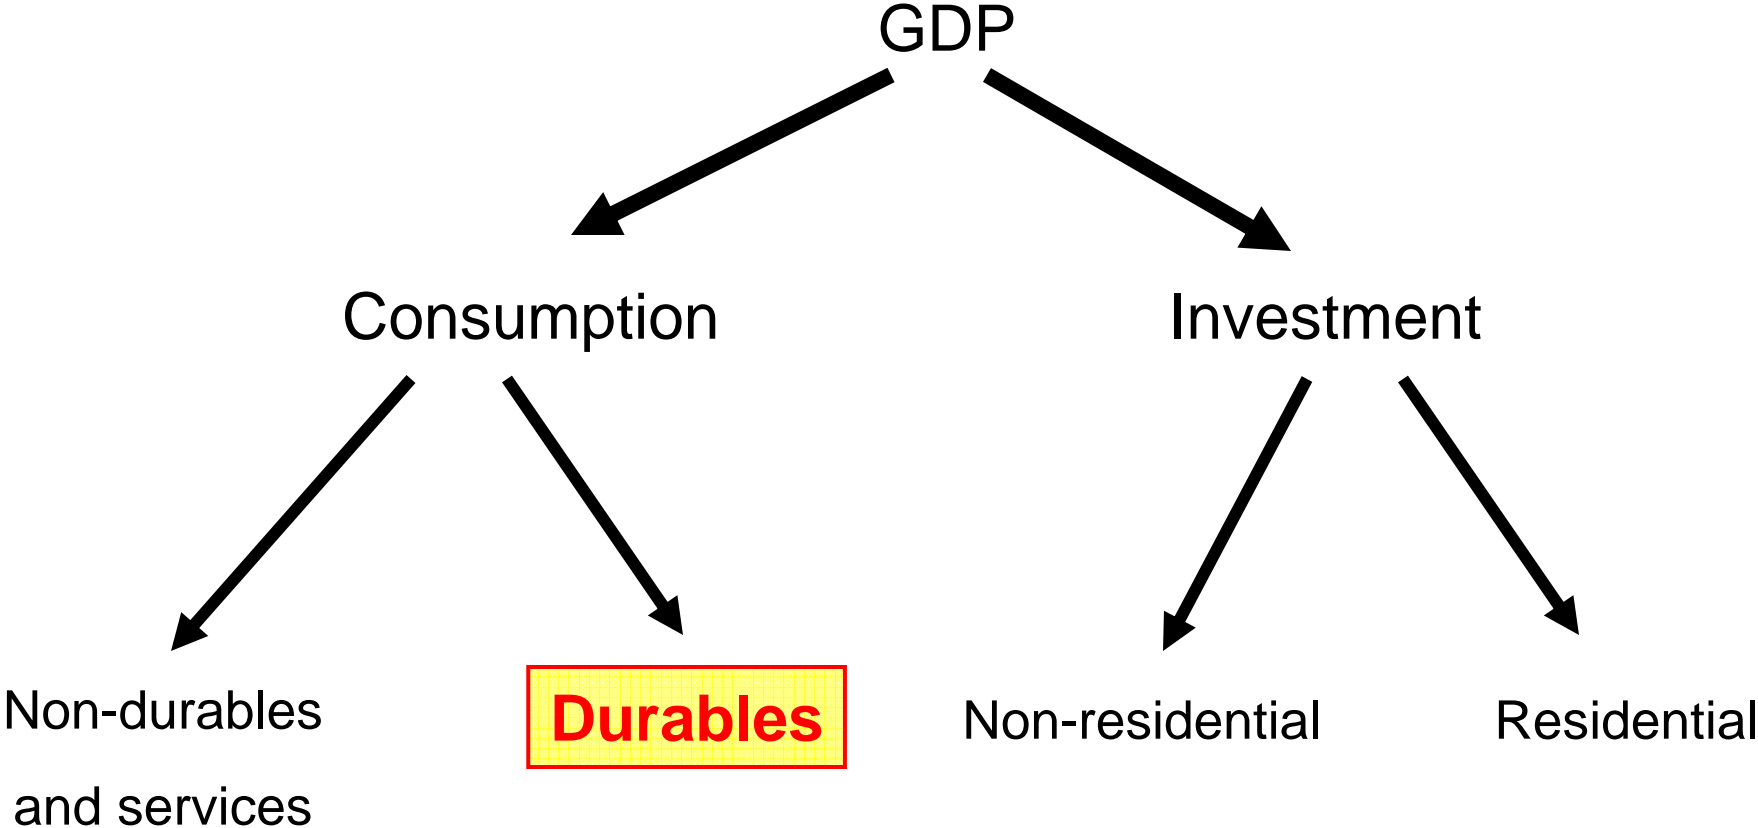 GDP
Consumption
Investment
Non-durables
and services
Durables
Non-residential
Residential